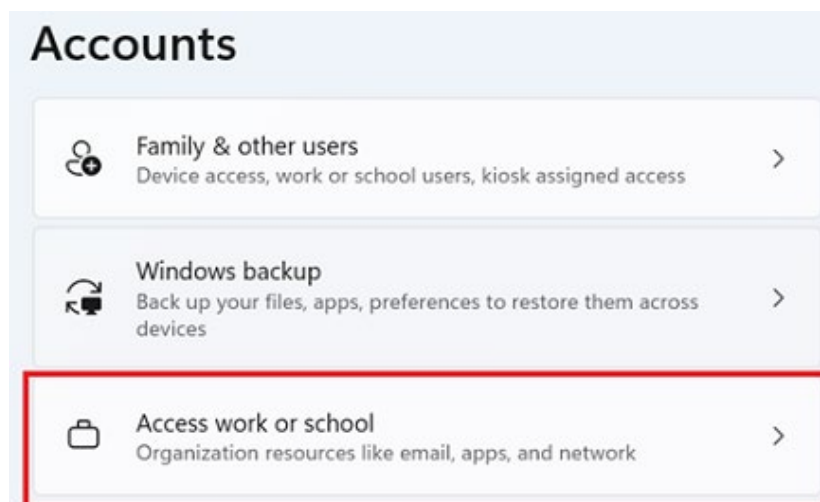 Accounts
Family & other users
Device access, work or school users, kiosk assigned access
Windows backup
Back up your files, apps, preferences to restore them across
devices
Access work or school
Organization resources like email, apps, and network